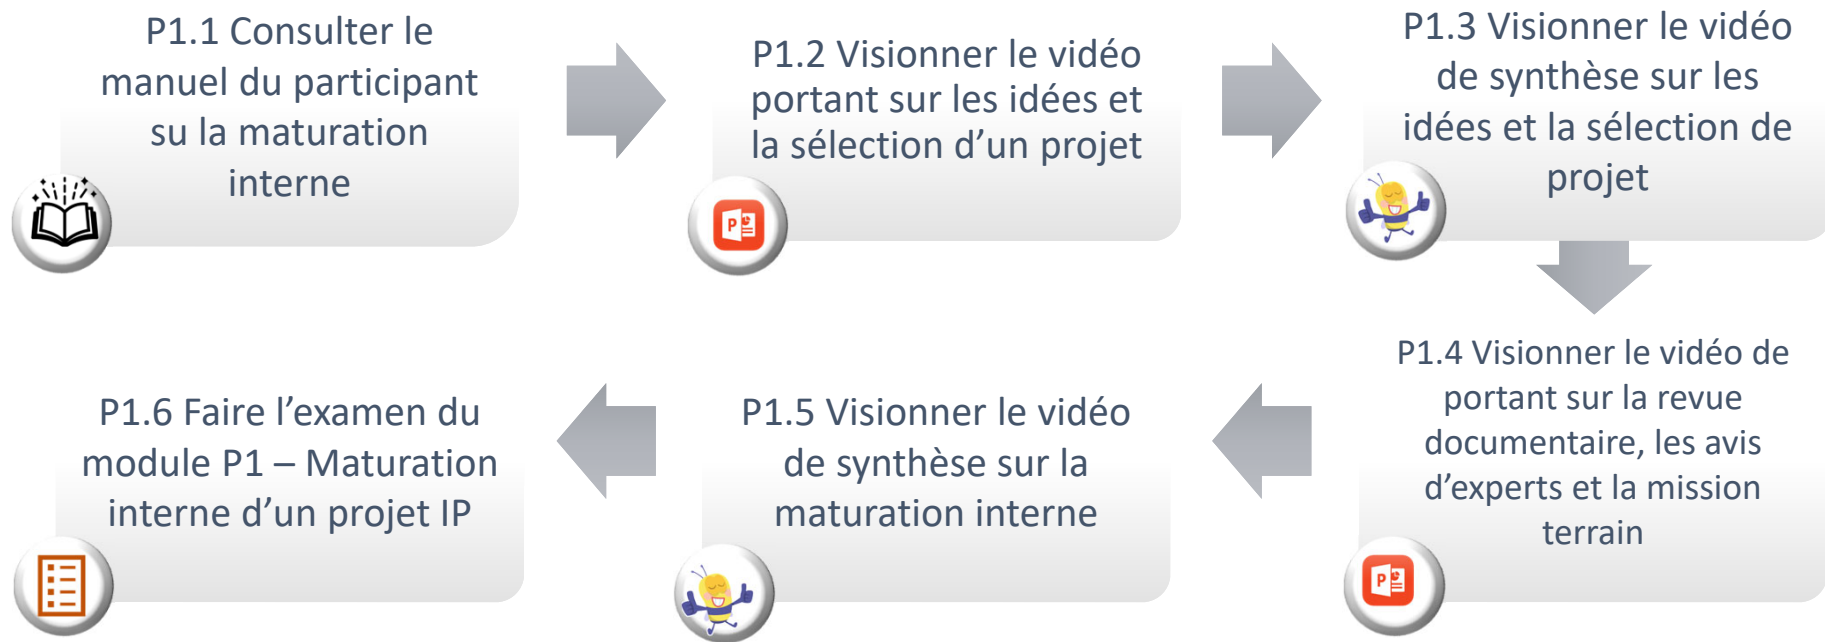 P1.1 Consulter le
manuel du participant
su la maturation
interne
P1.2 Visionner le vidéo
portant sur les idées et
la sélection d’un projet
P1.3 Visionner le vidéo
de synthèse sur les
idées et la sélection de
projet
P1.4 Visionner le vidéo de
portant sur la revue
documentaire, les avis
d’experts et la mission
terrain
P1.5 Visionner le vidéo
de synthèse sur la
maturation interne
P1.6 Faire l’examen du
module P1 – Maturation
interne d’un projet IP